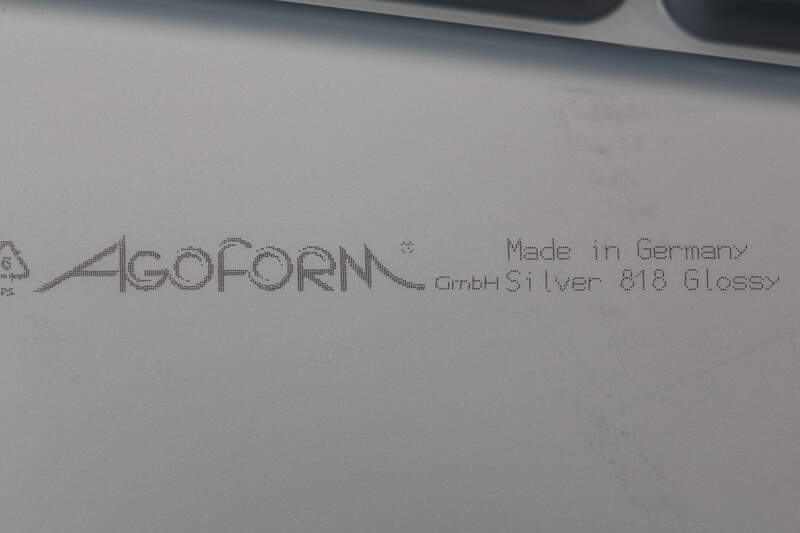 6
PS
AGOFORM ® GmbH
Made in Germany
Silver 818 Glossy